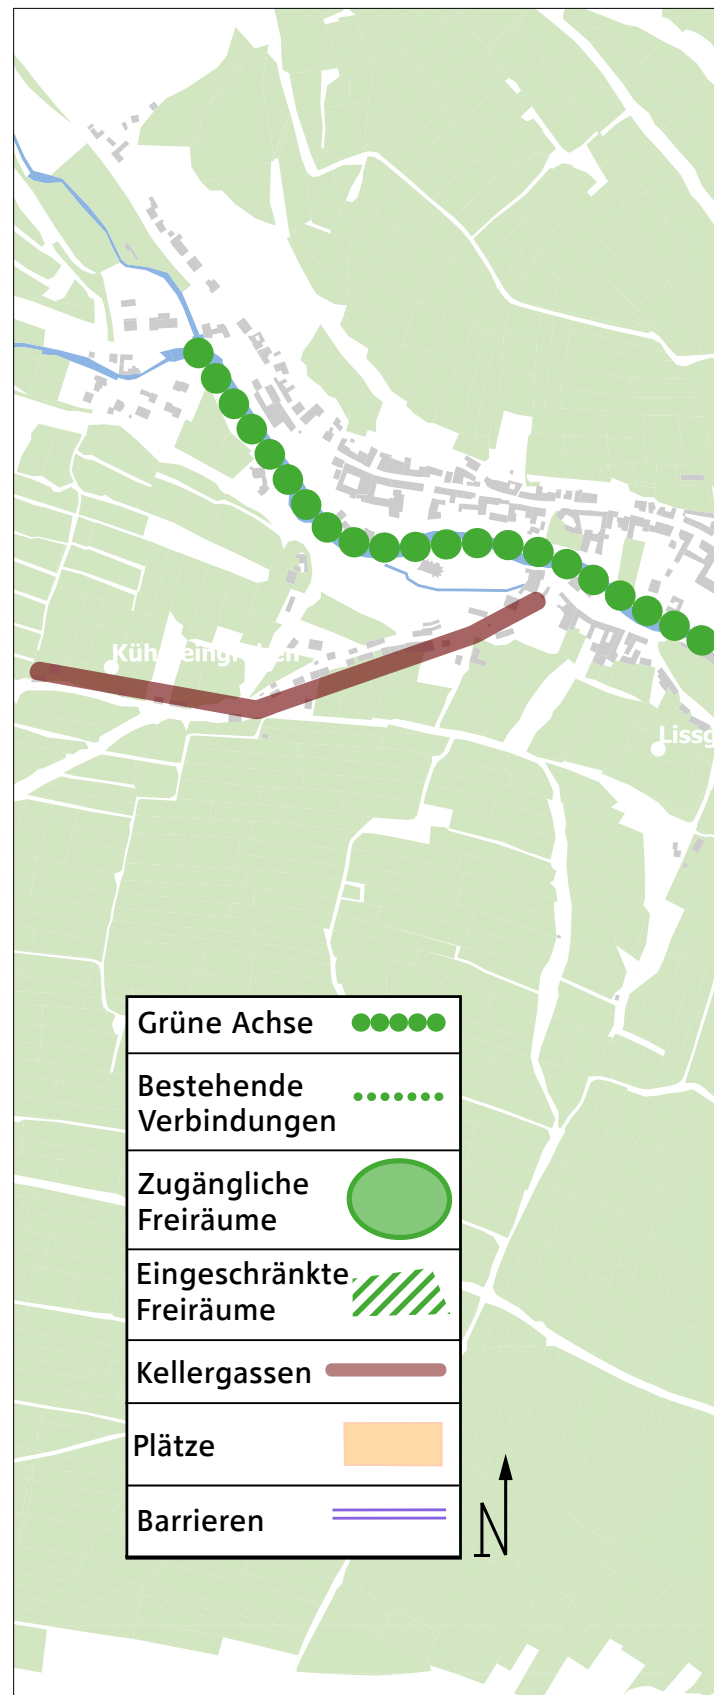 Grüne Achse
Bestehende
Verbindungen
Zugängliche
Freiräume
Eingeschränkte
Freiräume
Kellergassen
Plätze
Barrieren
N